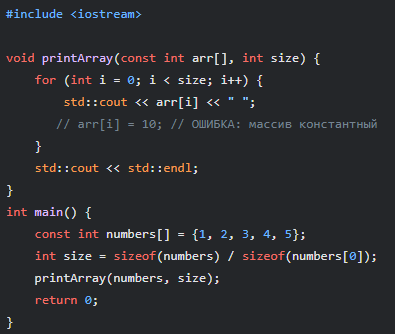 #include <iostream>

void printArray(const int arr[], int size) {
    for (int i = 0; i < size; i++) {
        std::cout << arr[i] << " ";
       // arr[i] = 10; // ОШИБКА: массив константный
    }
    std::cout << std::endl;
}
int main() {
    const int numbers[] = {1, 2, 3, 4, 5};
    int size = sizeof(numbers) / sizeof(numbers[0]);
    printArray(numbers, size);
    return 0;
}